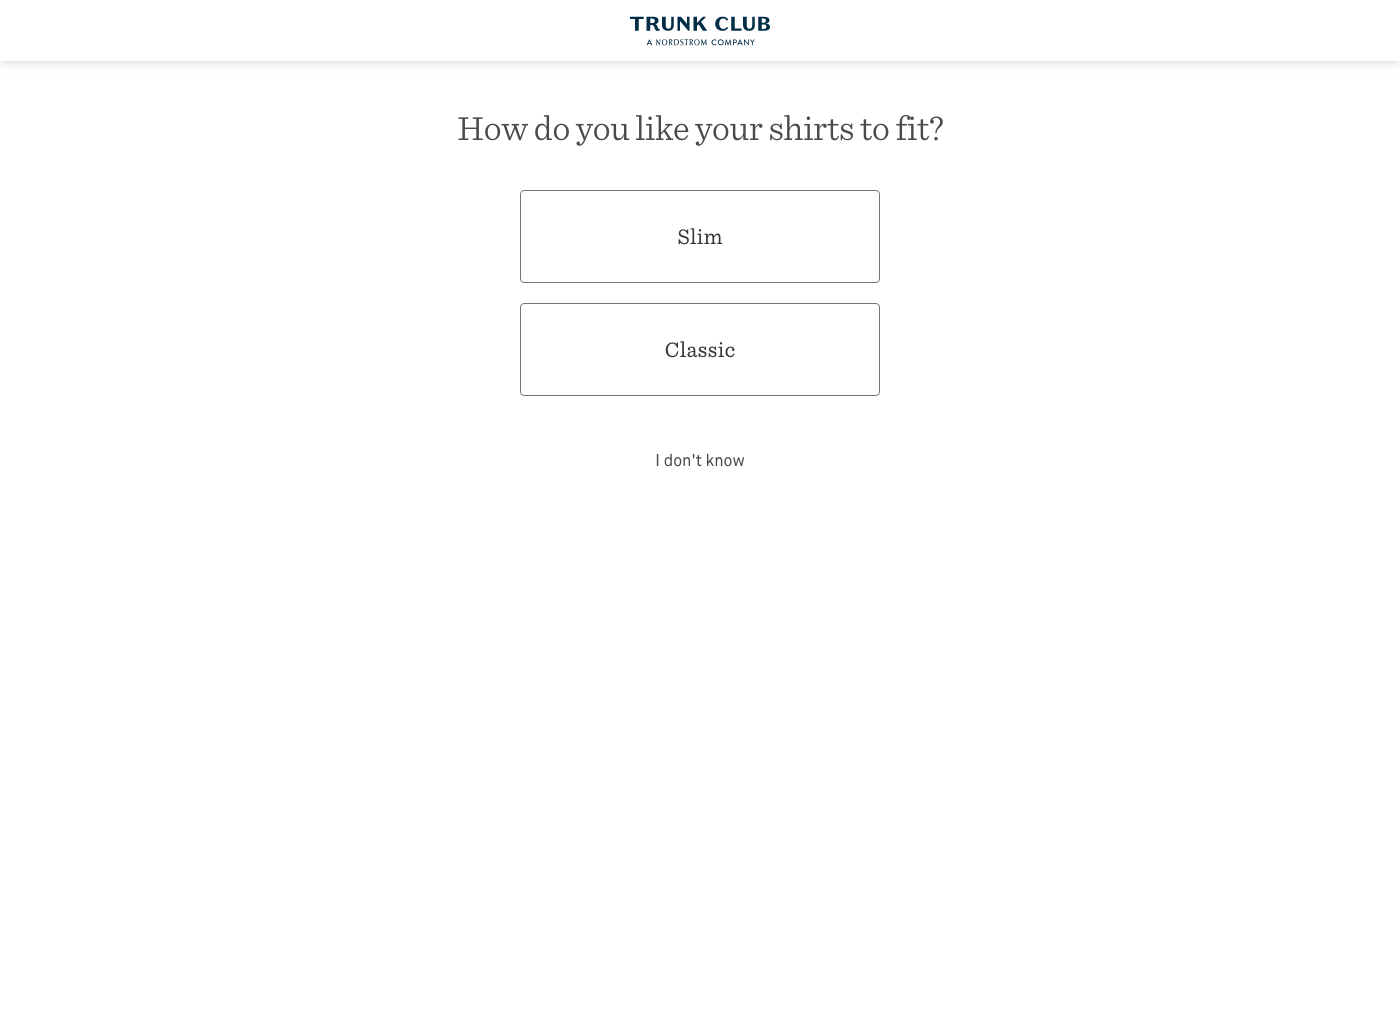 TRUNK CLUB
A NORDSTROM COMPANY
How do you like your shirts to fit?
Slim
Classic
I don't know